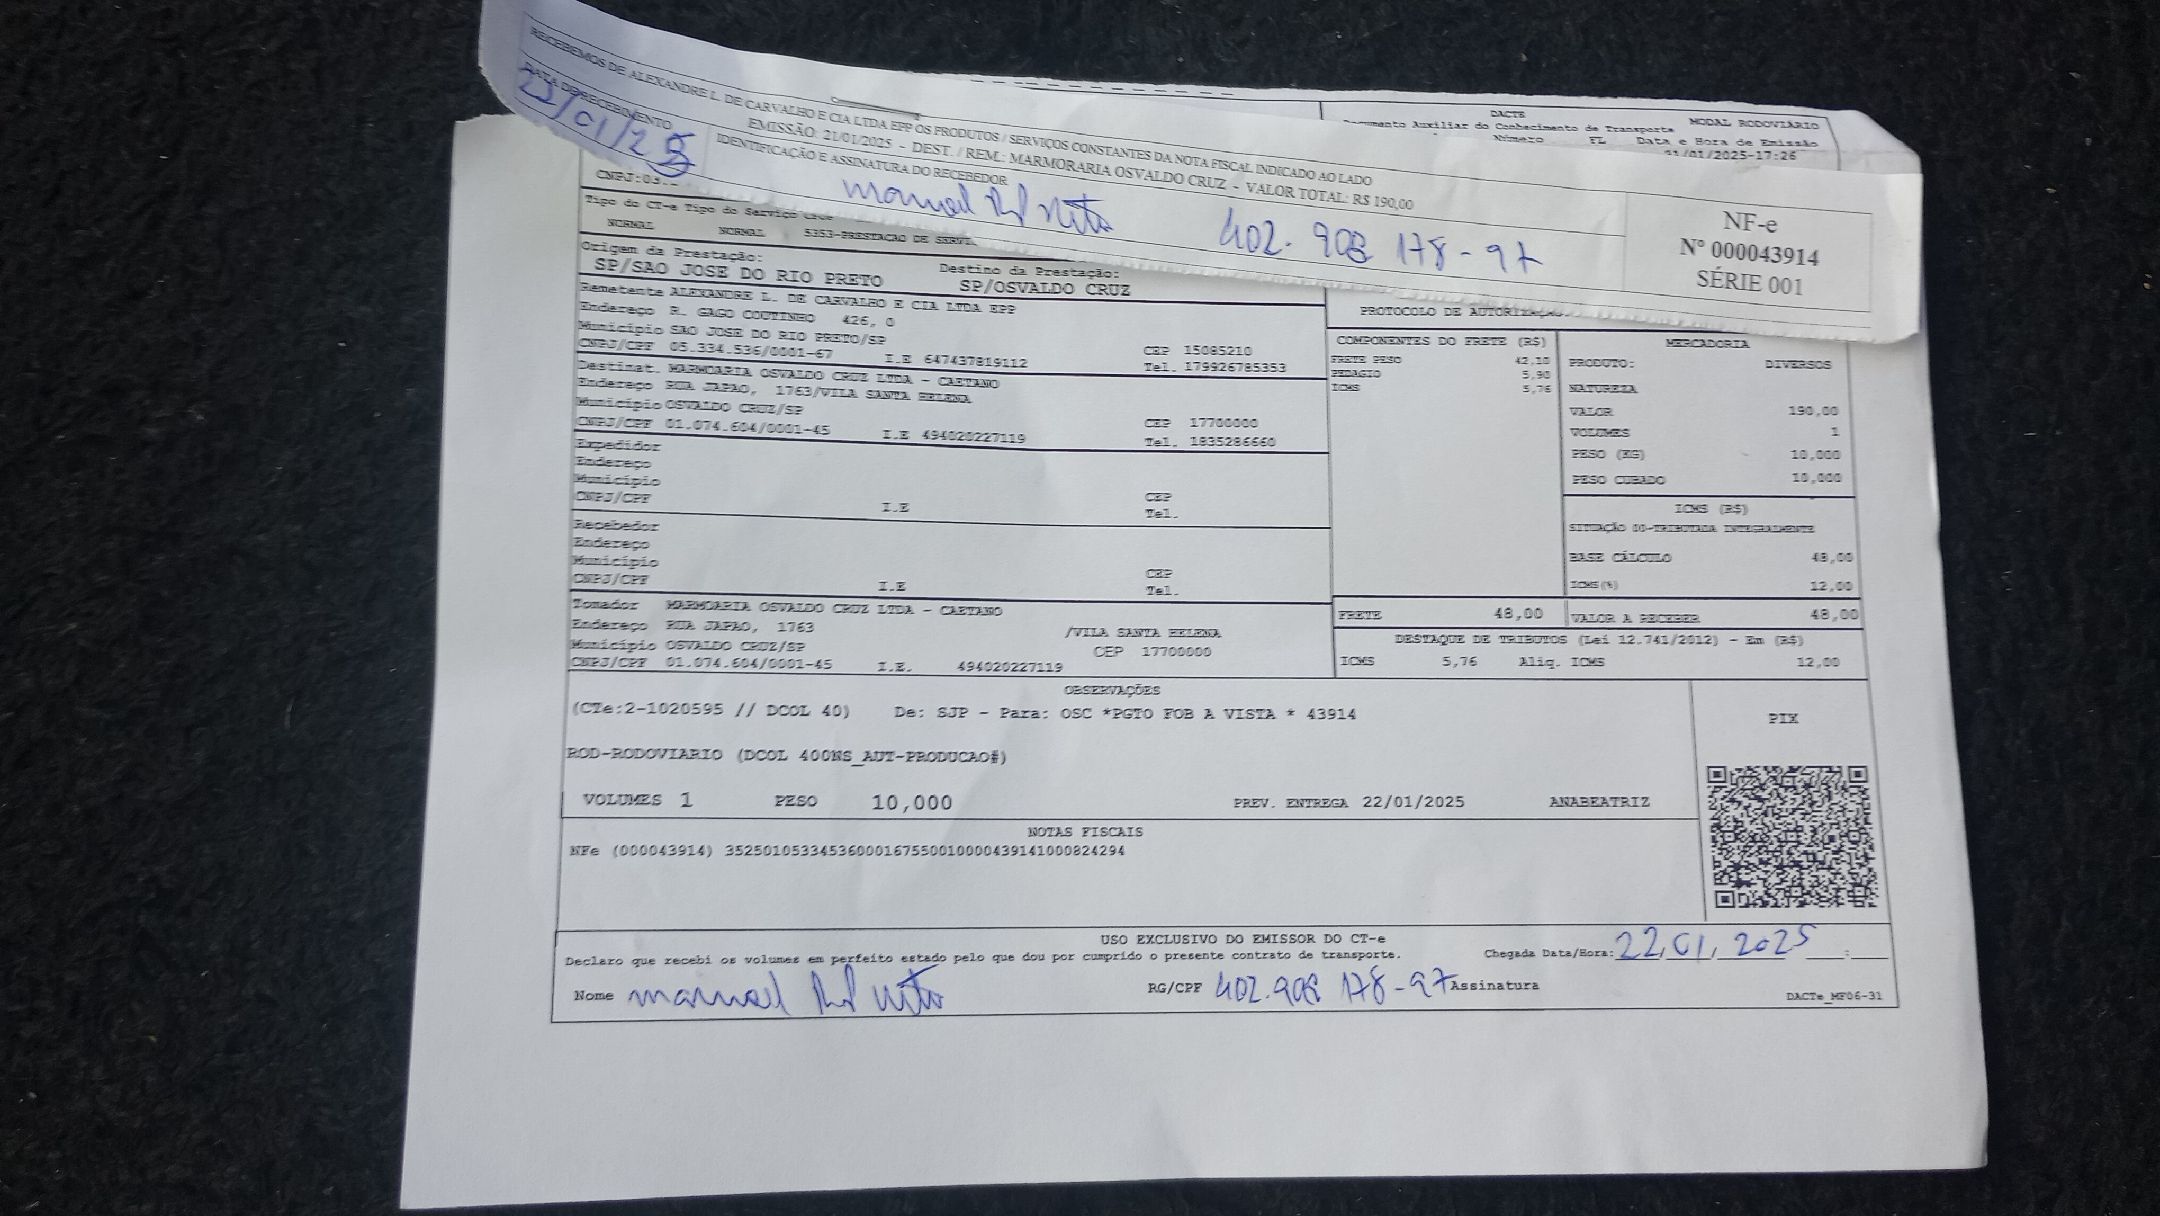 RECEBEMOS DE ALEXANDRE L. DE CARVALHO E CIA LTDA EPP OS PRODUTOS / SERVIÇOS CONSTANTES DA NOTA FISCAL INDICADO AO LADO
EMISSÃO: 21/01/2025 - DEST. / REM.: MARMORARIA OSVALDO CRUZ - VALOR TOTAL: R$ 190,00
DATA DE RECEBIMENTO
IDENTIFICAÇÃO E ASSINATURA DO RECEBEDOR
manoel 402.908 178-97
NF-e
Nº 000043914
SÉRIE 001
DACTE
Documento Auxiliar do Conhecimento de Transporte
MODAL RODOVIÁRIO
Número FL Data e Hora de Emissão
/01/2025-17:26
Tipo do CT-e Tipo do Serviço
NORMAL NORMAL 5353-PRESTACAO DE
Origem da Prestação: Destino da Prestação:
SP/SAO JOSE DO RIO PRETO SP/OSVALDO CRUZ
Remetente ALEXANDRE L. DE CARVALHO E CIA LTDA EPP
Endereço R. GAGO COUTINHO 426, 0
Município SAO JOSE DO RIO PRETO/SP CEP 15085210
CNPJ/CPF 05.334.536/0001-67 I.E 647437819112 Tel. 179926785353
Destinat. MARMOARIA OSVALDO CRUZ LTDA - CAETANO
Endereço RUA JAPAO, 1763/VILA SANTA HELENA
Município OSVALDO CRUZ/SP CEP 17700000
CNPJ/CPF 01.074.604/0001-45 I.E 494020227119 Tel. 1835286660
Expedidor
Endereço
Município CEP
CNPJ/CPF I.E Tel.
Recebedor
Endereço
Município CEP
CNPJ/CPF I.E Tel.
Tomador MARMOARIA OSVALDO CRUZ LTDA - CAETANO
Endereço RUA JAPAO, 1763 /VILA SANTA HELENA
Município OSVALDO CRUZ/SP CEP 17700000
CNPJ/CPF 01.074.604/0001-45 I.E. 494020227119
PROTOCOLO DE
COMPONENTES DO FRETE (R$)
FRETE PESO 42,10
PEDAGIO 5,90
ICMS 5,76
MERCADORIA
PRODUTO: DIVERSOS
NATUREZA
VALOR 190,00
VOLUMES 1
PESO (KG) 10,000
PESO CUBADO 10,000
ICMS (R$)
SITUAÇÃO 00-TRIBUTADA INTEGRALMENTE
BASE CÁLCULO 48,00
ICMS(%) 12,00
FRETE 48,00 VALOR A RECEBER 48,00
DESTAQUE DE TRIBUTOS (Lei 12.741/2012) - Em (R$)
ICMS 5,76 Aliq. ICMS 12,00
OBSERVAÇÕES
(CTe:2-1020595 // DCOL 40) De: SJP - Para: OSC *PGTO FOB A VISTA * 43914
ROD-RODOVIARIO (DCOL 400NS_AUT-PRODUCAO#)
PIX
VOLUMES 1 PESO 10,000 PREV. ENTREGA 22/01/2025 ANABEATRIZ
NOTAS FISCAIS
NFe (000043914) 35250105334536000167550010000439141000824294
USO EXCLUSIVO DO EMISSOR DO CT-e
Declaro que recebi os volumes em perfeito estado pelo que dou por cumprido o presente contrato de transporte.
Chegada Data/Hora: 22/01/2025
Nome manoel RG/CPF 402.908 178-97 Assinatura
DACTe_MF06-31